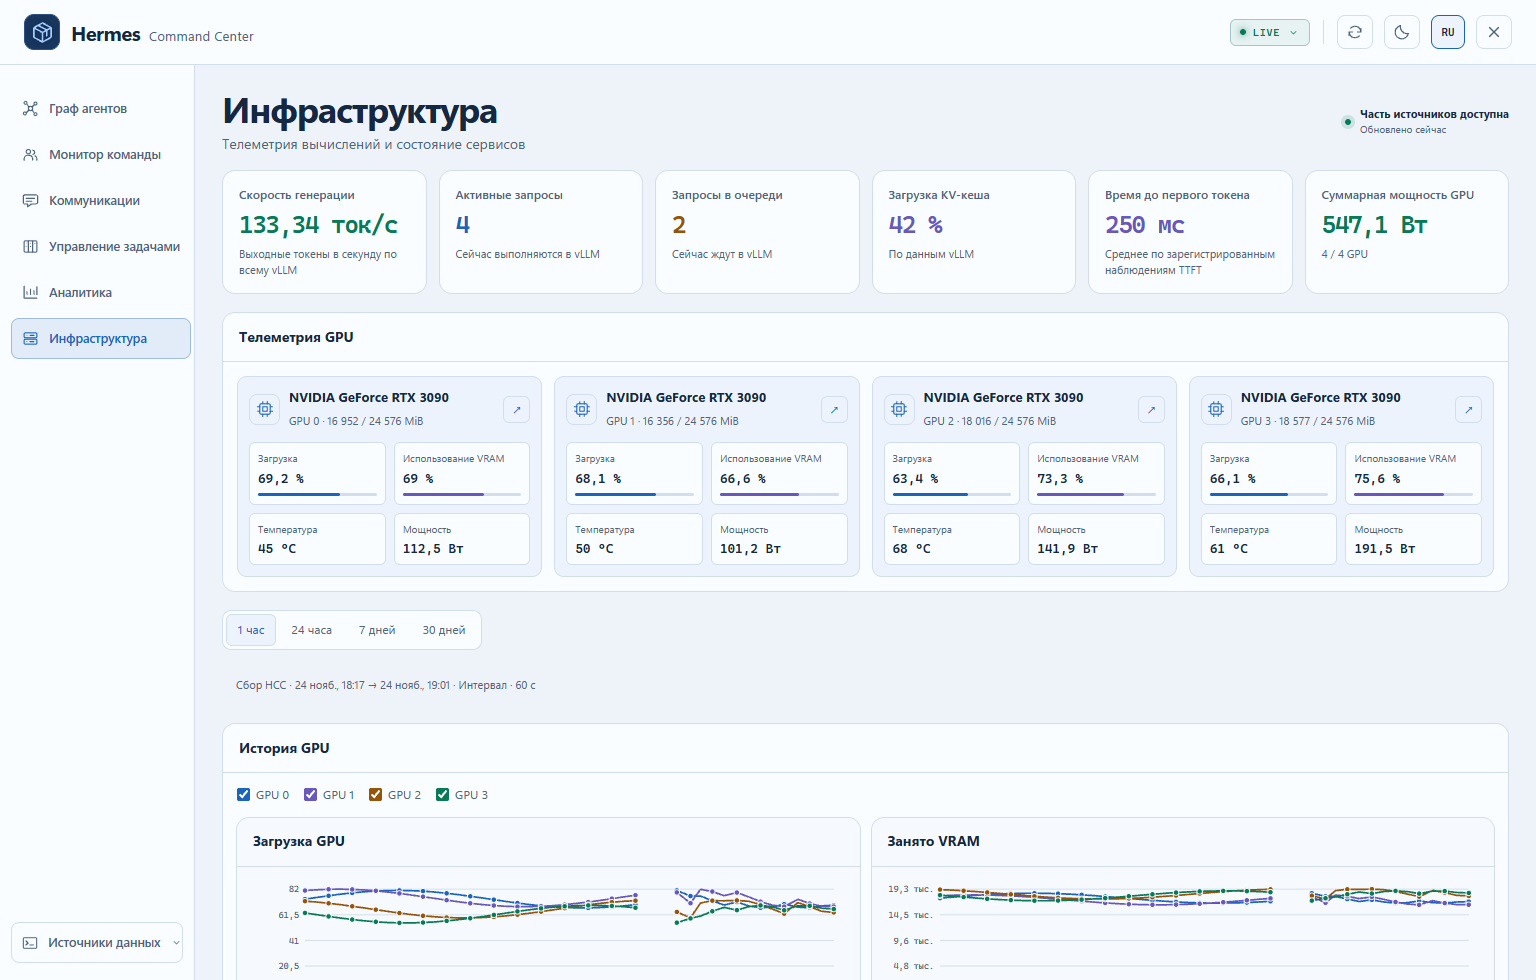 Hermes Command Center
LIVE
RU
Граф агентов
Монитор команды
Коммуникации
Управление задачами
Аналитика
Инфраструктура
Источники данных
Инфраструктура
Телеметрия вычислений и состояние сервисов
Часть источников доступна
Обновлено сейчас
Скорость генерации
133,34 ток/с
Выходные токены в секунду по
всему vLLM
Активные запросы
4
Сейчас выполняются в vLLM
Запросы в очереди
2
Сейчас ждут в vLLM
Загрузка KV-кеша
42 %
По данным vLLM
Время до первого токена
250 мс
Среднее по зарегистрированным
наблюдениям TTFT
Суммарная мощность GPU
547,1 Вт
4 / 4 GPU
Телеметрия GPU
NVIDIA GeForce RTX 3090
GPU 0 · 16 952 / 24 576 MiB
Загрузка
69,2 %
Использование VRAM
69 %
Температура
45 °C
Мощность
112,5 Вт
NVIDIA GeForce RTX 3090
GPU 1 · 16 356 / 24 576 MiB
Загрузка
68,1 %
Использование VRAM
66,6 %
Температура
50 °C
Мощность
101,2 Вт
NVIDIA GeForce RTX 3090
GPU 2 · 18 016 / 24 576 MiB
Загрузка
63,4 %
Использование VRAM
73,3 %
Температура
68 °C
Мощность
141,9 Вт
NVIDIA GeForce RTX 3090
GPU 3 · 18 577 / 24 576 MiB
Загрузка
66,1 %
Использование VRAM
75,6 %
Температура
61 °C
Мощность
191,5 Вт
1 час
24 часа
7 дней
30 дней
Сбор HCC · 24 нояб., 18:17 → 24 нояб., 19:01 · Интервал · 60 с
История GPU
GPU 0
GPU 1
GPU 2
GPU 3
Загрузка GPU
82
61,5
41
20,5
Занято VRAM
19,3 тыс.
14,5 тыс.
9,6 тыс.
4,8 тыс.